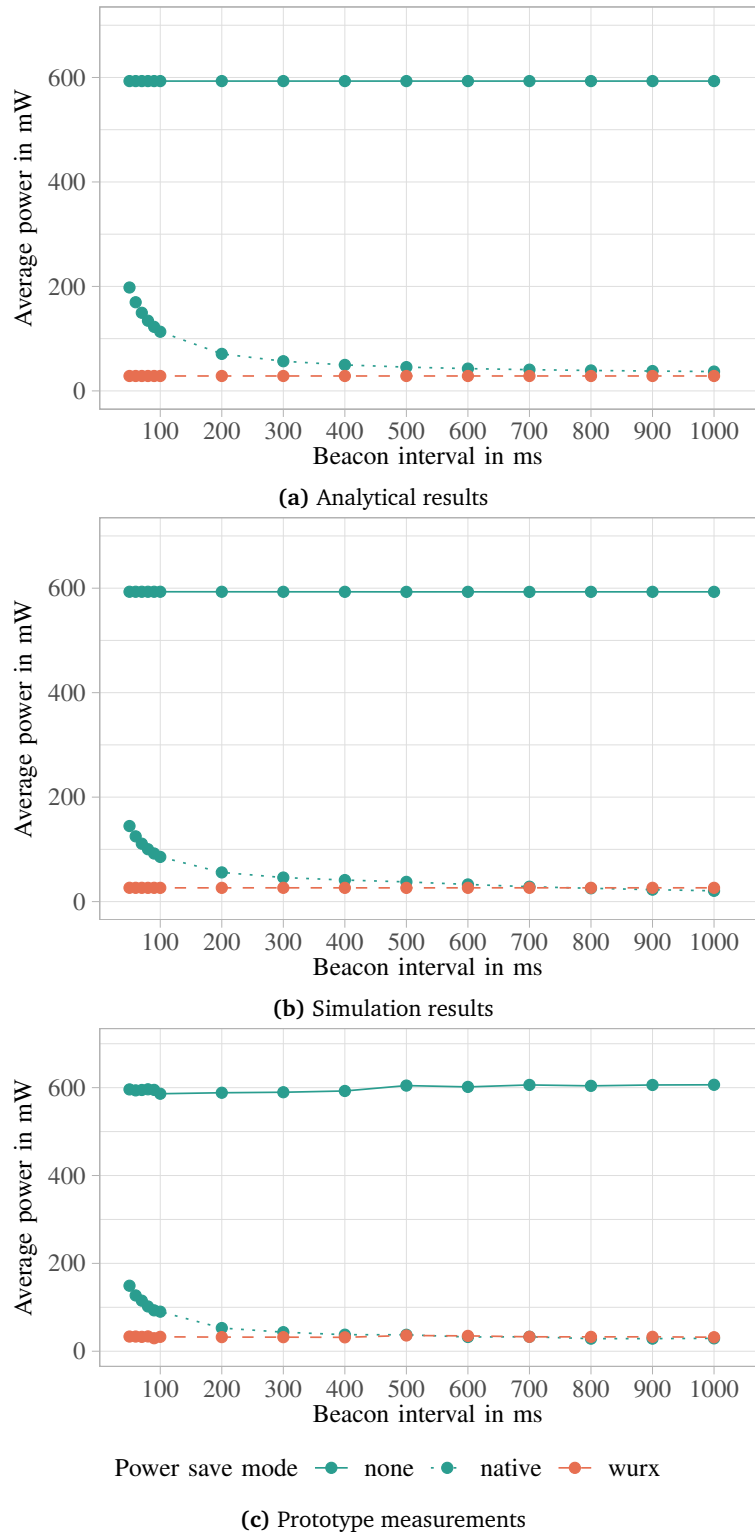 600
400
200
0
Average power in mW
100 200 300 400 500 600 700 800 900 1000
Beacon interval in ms
(a) Analytical results
600
400
200
0
Average power in mW
100 200 300 400 500 600 700 800 900 1000
Beacon interval in ms
(b) Simulation results
600
400
200
0
Average power in mW
100 200 300 400 500 600 700 800 900 1000
Beacon interval in ms
Power save mode none native wurx
(c) Prototype measurements